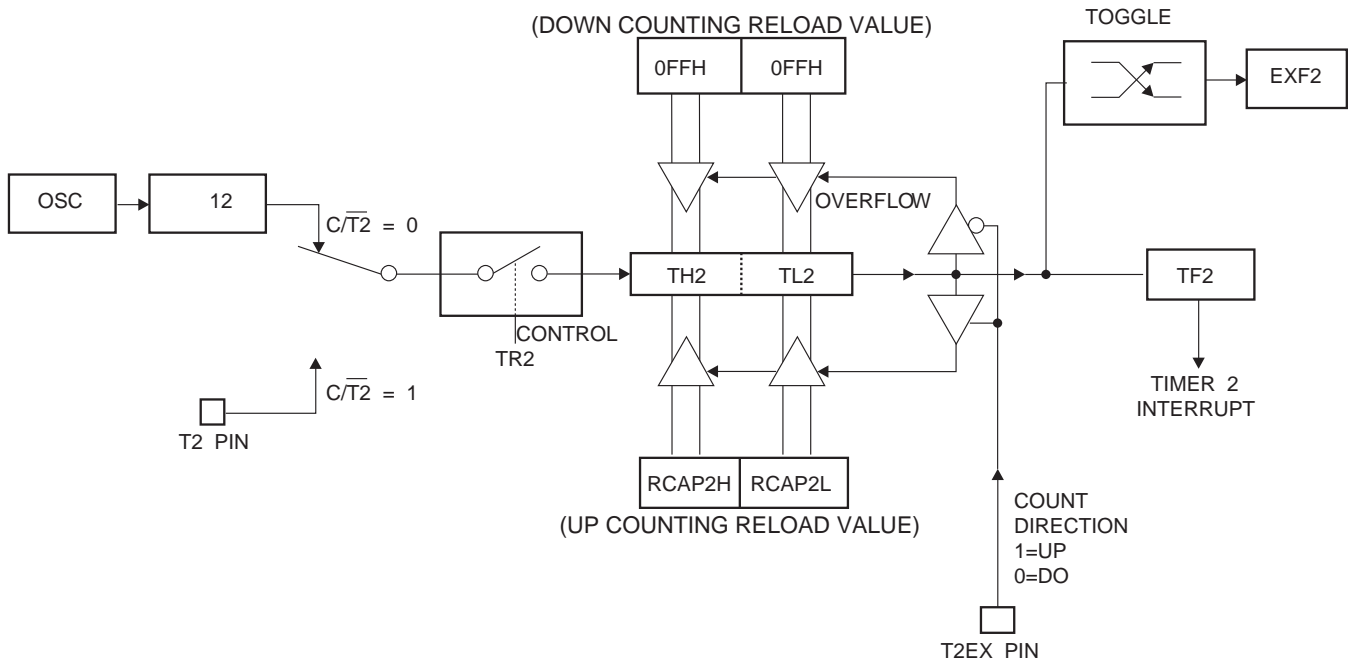 TOGGLE
(DOWN COUNTING RELOAD VALUE)
0FFH 0FFH
EXF2
OSC
12
OVERFLOW
C/T2 = 0
TH2 TL2
TF2
CONTROL
TR2
C/T2 = 1
TIMER 2
INTERRUPT
T2 PIN
RCAP2H RCAP2L
(UP COUNTING RELOAD VALUE)
COUNT
DIRECTION
1=UP
0=DO
T2EX PIN